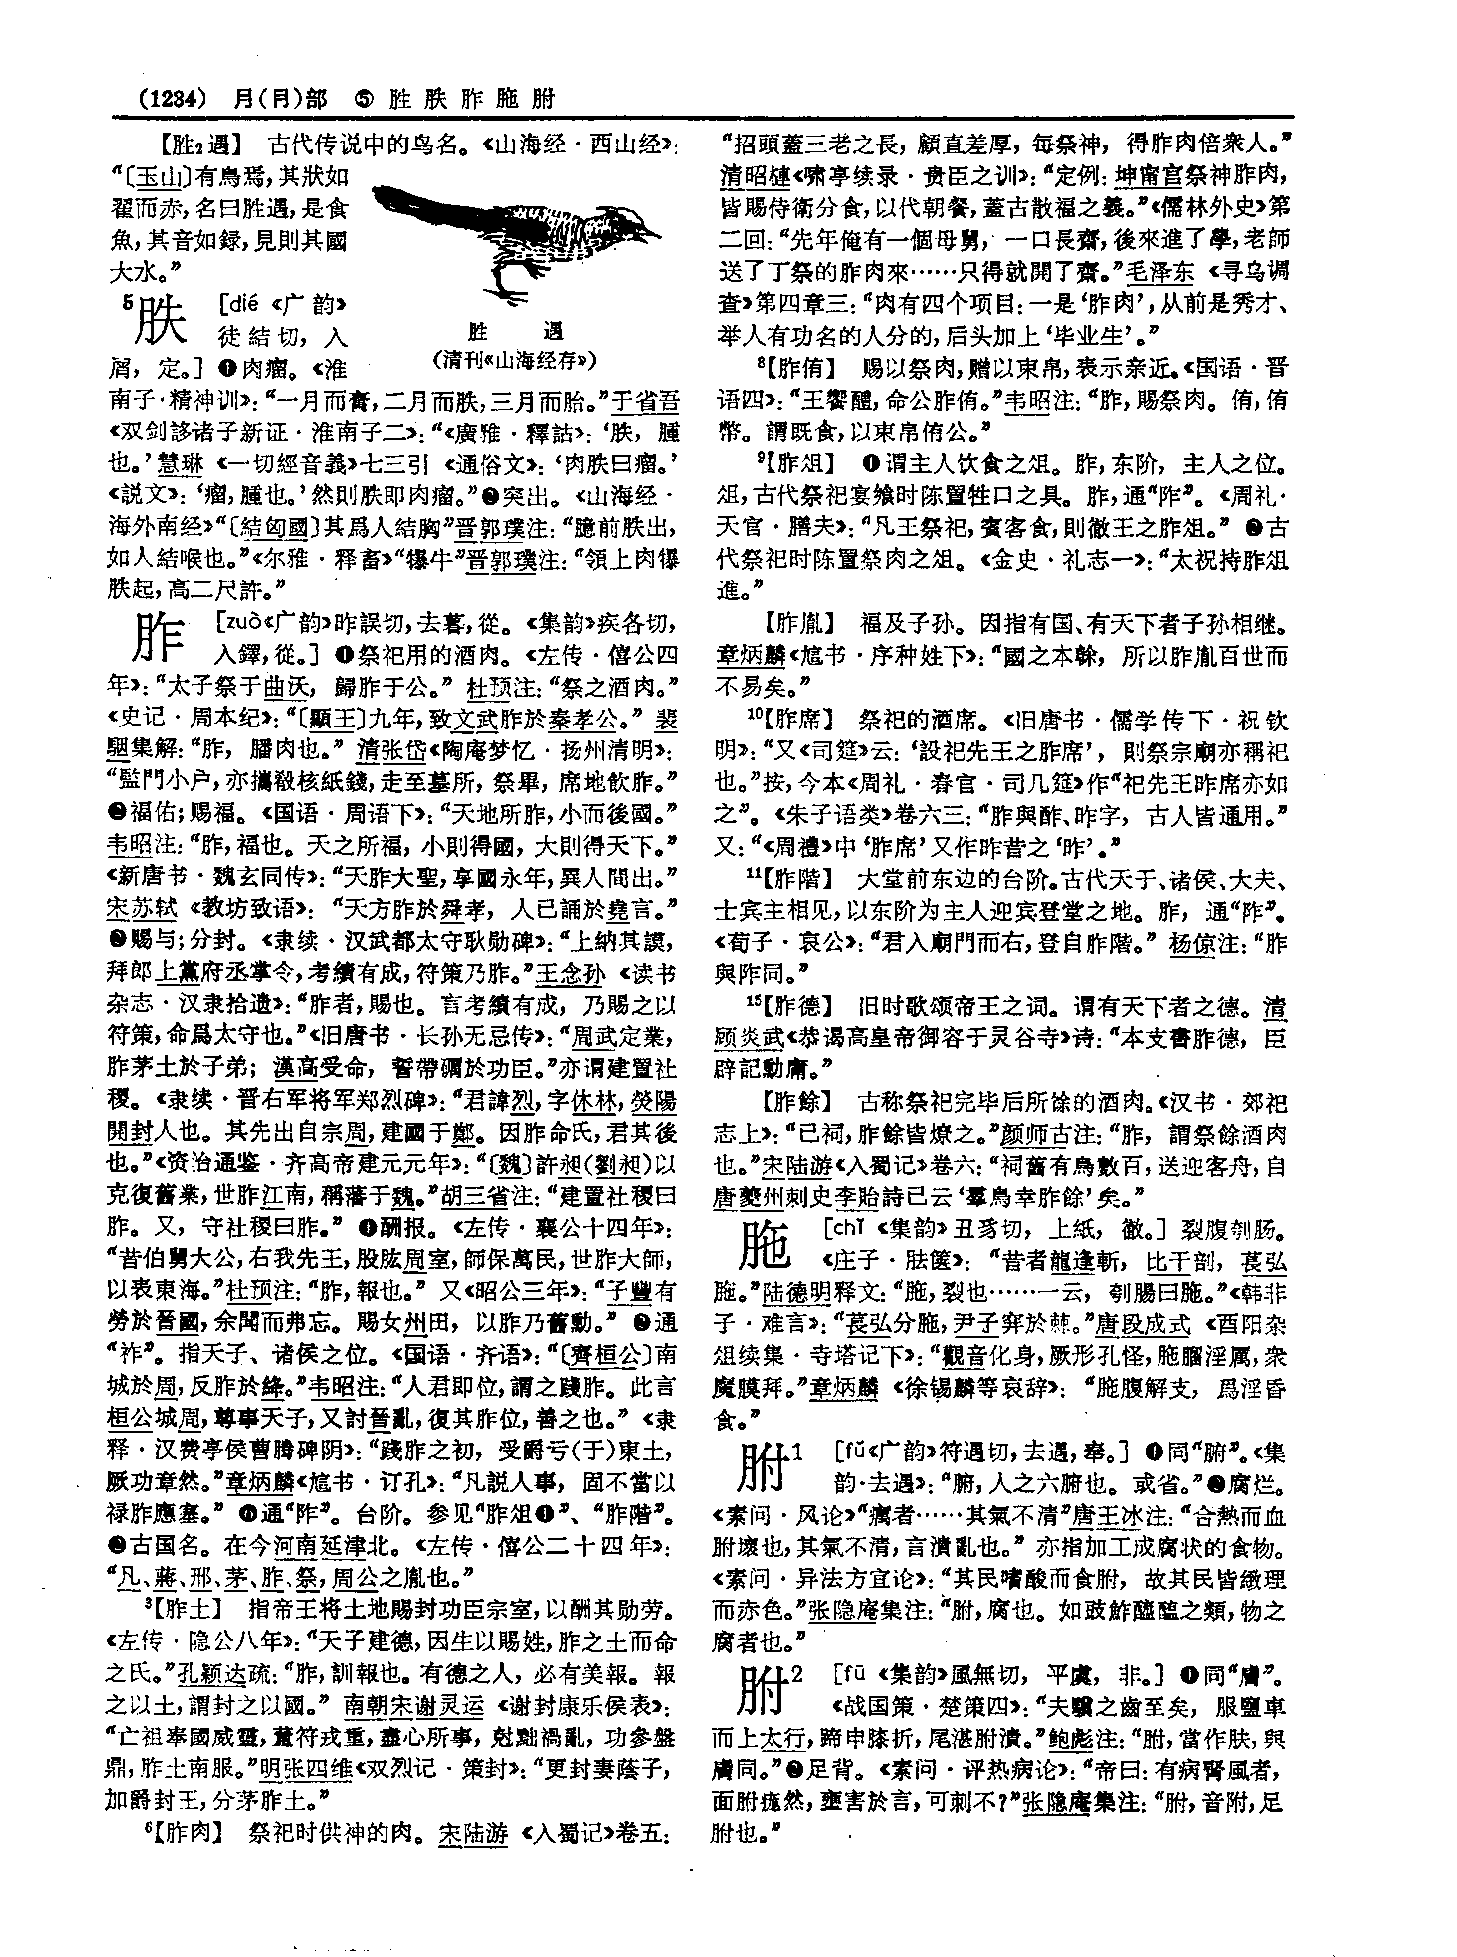 (1234) 月(⺼)部 ⑤ 胜胅胙胣胕
【胜₂遇】 古代传说中的鸟名。《山海经·西山经》：
“〔玉山〕有鳥焉，其狀如
翟而赤，名曰胜遇，是食
魚，其音如録，見則其國
大水。”
胜 遇
（清刊《山海经存》）
⁵胅 [dié《广韵》
徒結切，入
屑，定。] ❶肉瘤。《淮
南子·精神训》：“一月而膏，二月而胅，三月而胎。”于省吾
《双剑誃诸子新证·淮南子二》：“《廣雅·釋詁》：‘胅，腫
也。’慧琳《一切經音義》七三引《通俗文》：‘肉胅曰瘤。’
《説文》：‘瘤，腫也。’然則胅即肉瘤。”❷突出。《山海经·
海外南经》“〔結匈國〕其爲人結胸”晋郭璞注：“臆前胅出，
如人結喉也。”《尔雅·释畜》“犦牛”晋郭璞注：“領上肉犦
胅起，高二尺許。”
胙 [zuò《广韵》昨誤切，去暮，從。《集韵》疾各切，
入鐸，從。] ❶祭祀用的酒肉。《左传·僖公四
年》：“太子祭于曲沃，歸胙于公。”杜预注：“祭之酒肉。”
《史记·周本纪》：“〔顯王〕九年，致文武胙於秦孝公。”裴
駰集解：“胙，膰肉也。”清张岱《陶庵梦忆·扬州清明》：
“監門小户，亦攜殽核紙錢，走至墓所，祭畢，席地飲胙。”
❷福佑；赐福。《国语·周语下》：“天地所胙，小而後國。”
韦昭注：“胙，福也。天之所福，小則得國，大則得天下。”
《新唐书·魏玄同传》：“天胙大聖，享國永年，異人間出。”
宋苏轼《教坊致语》：“天方胙於舜孝，人已誦於堯言。”
❸赐与；分封。《隶续·汉武都太守耿勋碑》：“上納其謨，
拜郎上黨府丞掌令，考績有成，符策乃胙。”王念孙《读书
杂志·汉隶拾遗》：“胙者，賜也。言考績有成，乃賜之以
符策，命爲太守也。”《旧唐书·长孙无忌传》：“周武定業，
胙茅土於子弟；漢高受命，誓帶礪於功臣。”亦谓建置社
稷。《隶续·晋右军将军郑烈碑》：“君諱烈，字休林，熒陽
開封人也。其先出自宗周，建國于鄭。因胙命氏，君其後
也。”《资治通鉴·齐高帝建元元年》：“〔魏〕許昶（劉昶）以
克復舊業，世胙江南，稱藩于魏。”胡三省注：“建置社稷曰
胙。又，守社稷曰胙。” ❹酬报。《左传·襄公十四年》：
“昔伯舅大公，右我先王，股肱周室，師保萬民，世胙大師，
以表東海。”杜预注：“胙，報也。”又《昭公三年》：“子豐有
勞於晉國，余聞而弗忘。賜女州田，以胙乃舊勳。” ❺通
“祚”。指天子、诸侯之位。《国语·齐语》：“〔齊桓公〕南
城於周，反胙於絳。”韦昭注：“人君即位，謂之踐胙。此言
桓公城周，尊事天子，又討晉亂，復其胙位，善之也。”《隶
释·汉费亭侯曹腾碑阴》：“踐胙之初，受爵亏(于)東土，
厥功章然。”章炳麟《訄书·订孔》：“凡説人事，固不當以
禄胙應塞。” ❻通“阼”。台阶。参见“胙俎❶”、“胙階”。
❼古国名。在今河南延津北。《左传·僖公二十四年》：
“凡、蔣、邢、茅、胙、祭，周公之胤也。”
³【胙土】 指帝王将土地赐封功臣宗室，以酬其勋劳。
《左传·隐公八年》：“天子建德，因生以賜姓，胙之土而命
之氏。”孔颖达疏：“胙，訓報也。有德之人，必有美報。報
之以土，謂封之以國。”南朝宋谢灵运《谢封康乐侯表》：
“亡祖奉國威靈，董符戎重，盡心所事，尅黜禍亂，功參盤
鼎，胙土南服。”明张四维《双烈记·策封》：“更封妻蔭子，
加爵封王，分茅胙土。”
⁶【胙肉】 祭祀时供神的肉。宋陆游《入蜀记》卷五：
“招頭蓋三老之長，顧直差厚，每祭神，得胙肉倍衆人。”
清昭槤《啸亭续录·贵臣之训》：“定例：坤甯宫祭神胙肉，
皆賜侍衛分食，以代朝餐，蓋古散福之義。”《儒林外史》第
二回：“先年俺有一個母舅，一口長齋，後來進了學，老師
送了丁祭的胙肉來……只得就開了齋。”毛泽东《寻乌调
查》第四章三：“肉有四个项目：一是‘胙肉’，从前是秀才、
举人有功名的人分的，后头加上‘毕业生’。”
⁸【胙侑】 赐以祭肉，赠以束帛，表示亲近。《国语·晋
语四》：“王饗醴，命公胙侑。”韦昭注：“胙，賜祭肉。侑，侑
幣。謂既食，以束帛侑公。”
⁹【胙俎】 ❶谓主人饮食之俎。胙，东阶，主人之位。
俎，古代祭祀宴飨时陈置牲口之具。胙，通“阼”。《周礼·
天官·膳夫》：“凡王祭祀，賓客食，則徹王之胙俎。” ❷古
代祭祀时陈置祭肉之俎。《金史·礼志一》：“太祝持胙俎
進。”
【胙胤】 福及子孙。因指有国、有天下者子孙相继。
章炳麟《訄书·序种姓下》：“國之本榦，所以胙胤百世而
不易矣。”
¹⁰【胙席】 祭祀的酒席。《旧唐书·儒学传下·祝钦
明》：“又《司筵》云：‘設祀先王之胙席’，則祭宗廟亦稱祀
也。”按，今本《周礼·春官·司几筵》作“祀先王昨席亦如
之”。《朱子语类》卷六三：“胙與酢、昨字，古人皆通用。”
又：“《周禮》中‘胙席’又作昨昔之‘昨’。”
¹¹【胙階】 大堂前东边的台阶。古代天子、诸侯、大夫、
士宾主相见，以东阶为主人迎宾登堂之地。胙，通“阼”。
《荀子·哀公》：“君入廟門而右，登自胙階。”杨倞注：“胙
與阼同。”
¹⁵【胙德】 旧时歌颂帝王之词。谓有天下者之德。清
顾炎武《恭谒高皇帝御容于灵谷寺》诗：“本支書胙德，臣
辟記勳庸。”
【胙餘】 古称祭祀完毕后所馀的酒肉。《汉书·郊祀
志上》：“已祠，胙餘皆燎之。”颜师古注：“胙，謂祭餘酒肉
也。”宋陆游《入蜀记》卷六：“祠舊有烏數百，送迎客舟，自
唐夔州刺史李貽詩已云‘羣烏幸胙餘’矣。”
胣 [chǐ《集韵》丑豸切，上紙，徹。] 裂腹刳肠。
《庄子·胠箧》：“昔者龍逢斬，比干剖，萇弘
胣。”陆德明释文：“胣，裂也……一云，刳腸曰胣。”《韩非
子·难言》：“萇弘分胣，尹子穽於棘。”唐段成式《酉阳杂
俎续集·寺塔记下》：“觀音化身，厥形孔怪，胣腦淫厲，衆
魔膜拜。”章炳麟《徐锡麟等哀辞》：“胣腹解支，爲淫昏
食。”
胕¹ [fǔ《广韵》符遇切，去遇，奉。] ❶同“腑”。《集
韵·去遇》：“腑，人之六腑也。或省。”❷腐烂。
《素问·风论》“癘者……其氣不清”唐王冰注：“合熱而血
胕壞也，其氣不清，言潰亂也。”亦指加工成腐状的食物。
《素问·异法方宜论》：“其民嗜酸而食胕，故其民皆緻理
而赤色。”张隐庵集注：“胕，腐也。如豉鮓醯醢之類，物之
腐者也。”
胕² [fū《集韵》風無切，平虞，非。] ❶同“膚”。
《战国策·楚策四》：“夫驥之齒至矣，服鹽車
而上太行，蹄申膝折，尾湛胕潰。”鲍彪注：“胕，當作肤，與
膚同。”❷足背。《素问·评热病论》：“帝曰：有病腎風者，
面胕痝然，壅害於言，可刺不？”张隐庵集注：“胕，音附，足
胕也。”